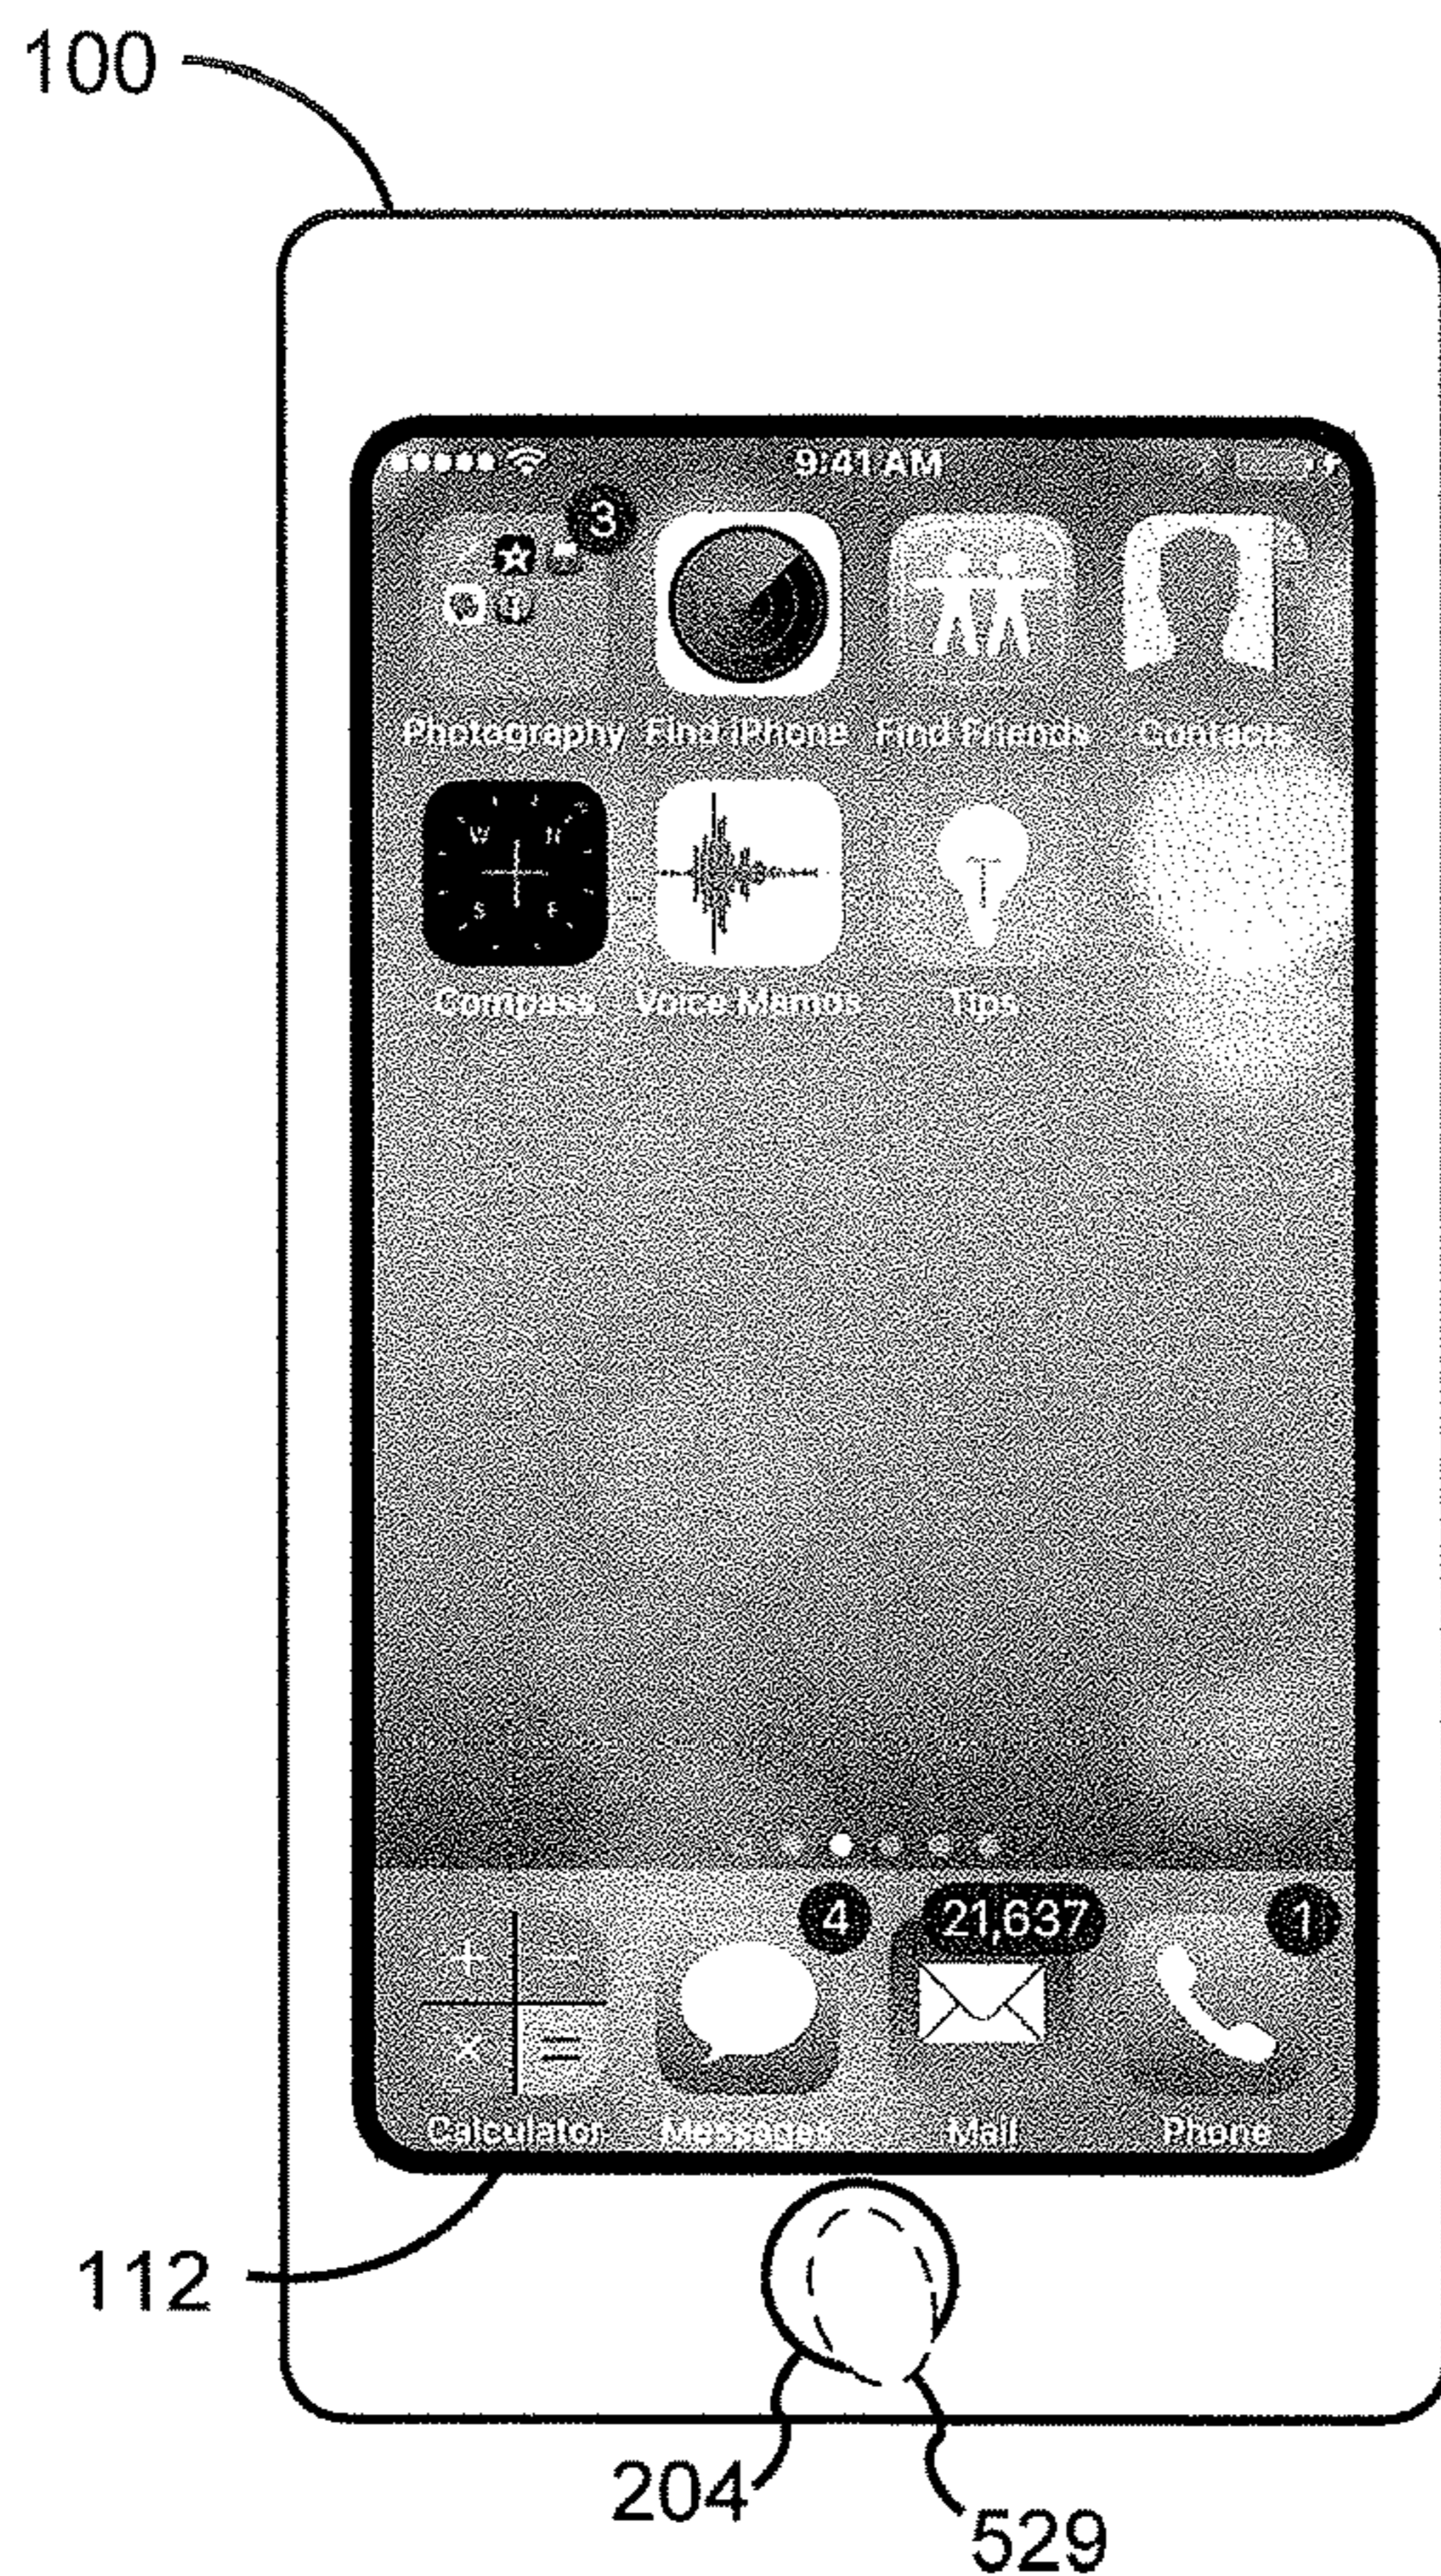 100
9:41 AM
3
Photography Find iPhone Find Friends Contacts
W N
S E
Compass Voice Memos Tips
4 21,637 1
+ −
× =
Calculator Messages Mail Phone
112
204
529